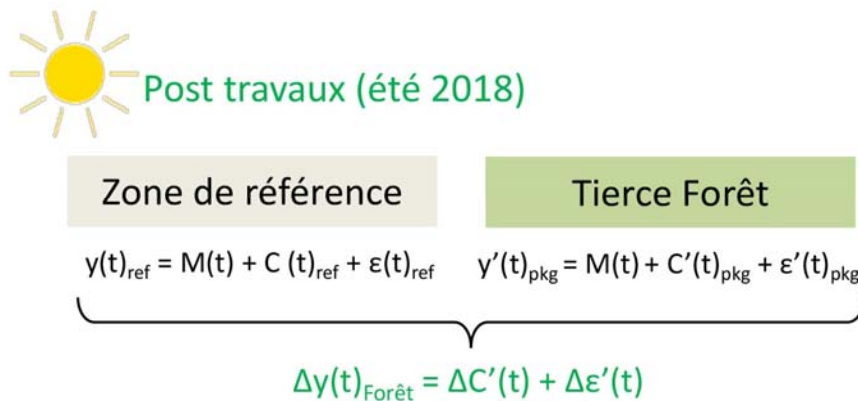 Post travaux (été 2018)
Zone de référence
Tierce Forêt
y(t)ref = M(t) + C (t)ref + ε(t)ref
y’(t)pkg = M(t) + C’(t)pkg + ε’(t)pkg
Δy(t)Forêt = ΔC’(t) + Δε’(t)